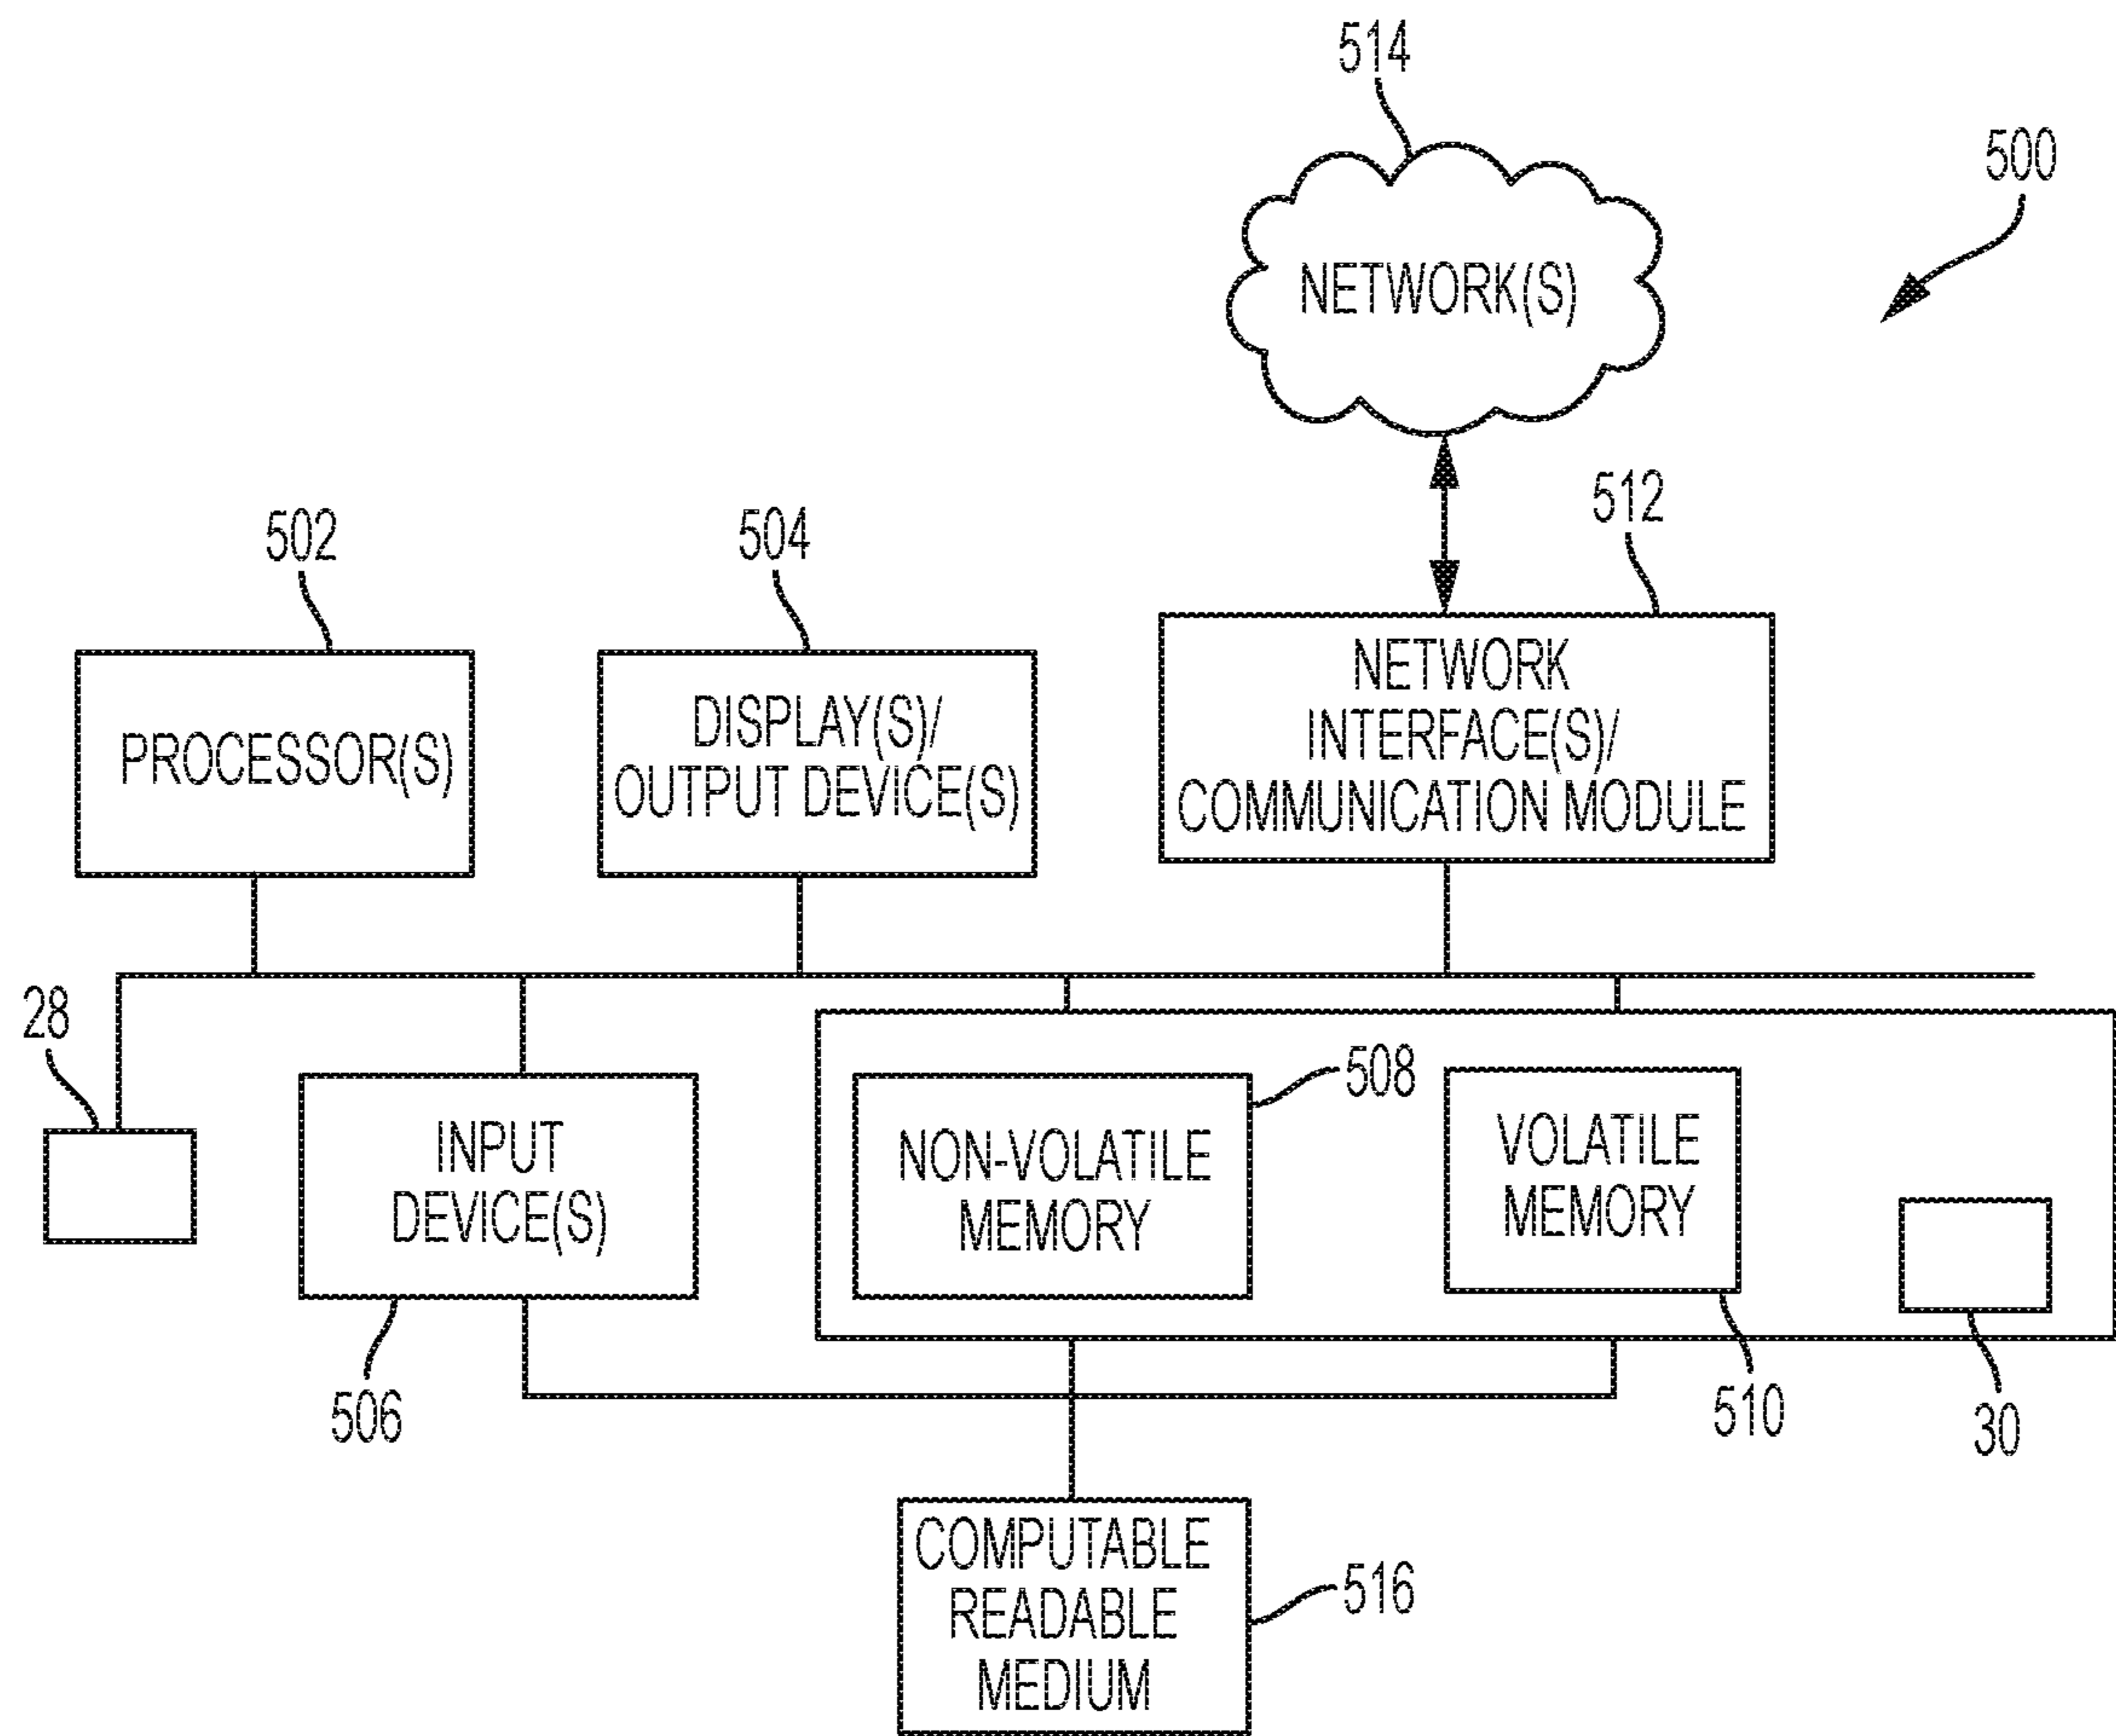 514
500
NETWORK(S)
512
502
504
NETWORK
INTERFACE(S)/
COMMUNICATION MODULE
PROCESSOR(S)
DISPLAY(S)/
OUTPUT DEVICE(S)
28
508
INPUT
DEVICE(S)
NON-VOLATILE
MEMORY
VOLATILE
MEMORY
506
510
30
COMPUTABLE
READABLE
MEDIUM
516